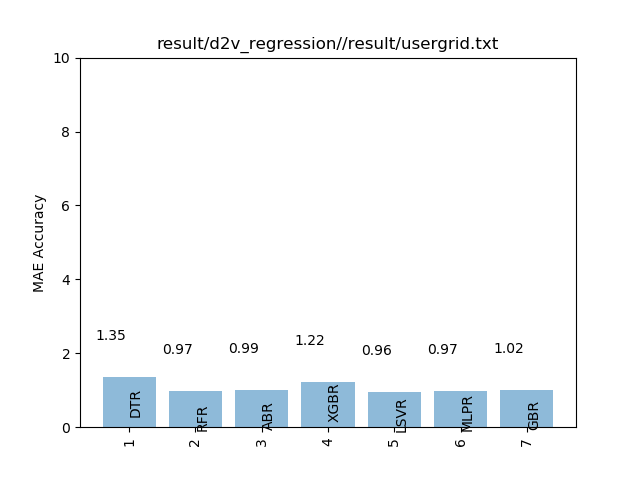 result/d2v_regression//result/usergrid.txt
MAE Accuracy
10
8
6
4
2
0
1.35
0.97
0.99
1.22
0.96
0.97
1.02
DTR
RFR
ABR
XGBR
LSVR
MLPR
GBR
1
2
3
4
5
6
7